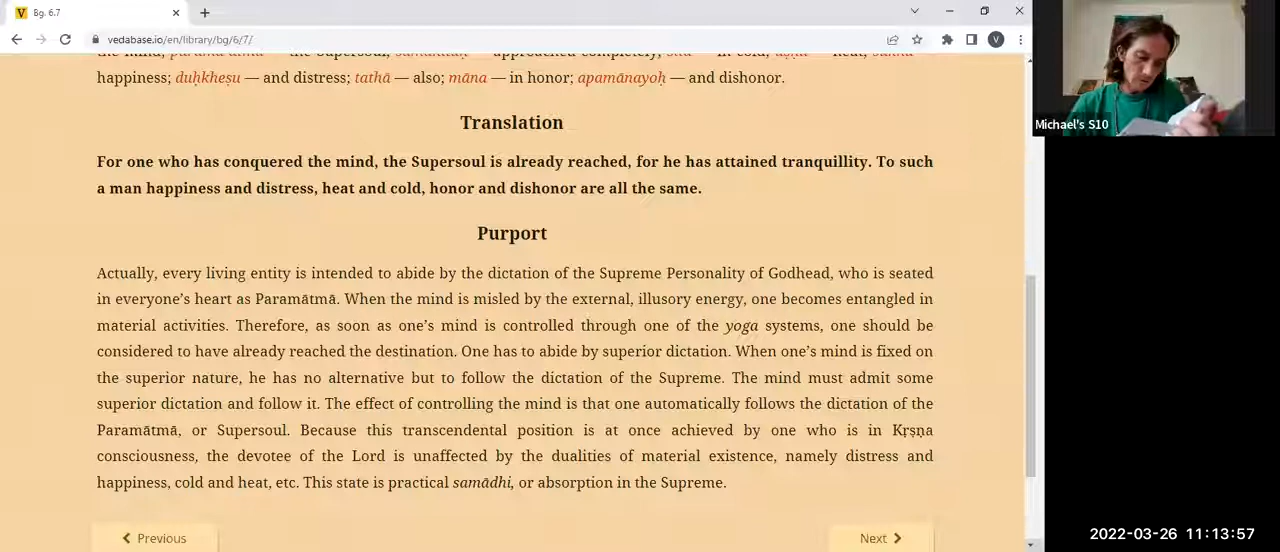 Bg. 6.7
vedabase.io/en/library/bg/6/7/
V
happiness; duḥkheṣu — and distress; tathā — also; māna — in honor; apamānayoḥ — and dishonor.
Translation
For one who has conquered the mind, the Supersoul is already reached, for he has attained tranquillity. To such
a man happiness and distress, heat and cold, honor and dishonor are all the same.
Purport
Actually, every living entity is intended to abide by the dictation of the Supreme Personality of Godhead, who is seated
in everyone’s heart as Paramātmā. When the mind is misled by the external, illusory energy, one becomes entangled in
material activities. Therefore, as soon as one’s mind is controlled through one of the yoga systems, one should be
considered to have already reached the destination. One has to abide by superior dictation. When one’s mind is fixed on
the superior nature, he has no alternative but to follow the dictation of the Supreme. The mind must admit some
superior dictation and follow it. The effect of controlling the mind is that one automatically follows the dictation of the
Paramātmā, or Supersoul. Because this transcendental position is at once achieved by one who is in Kṛṣṇa
consciousness, the devotee of the Lord is unaffected by the dualities of material existence, namely distress and
happiness, cold and heat, etc. This state is practical samādhi, or absorption in the Supreme.
Previous
Next
Michael's S10
2022-03-26 11:13:57